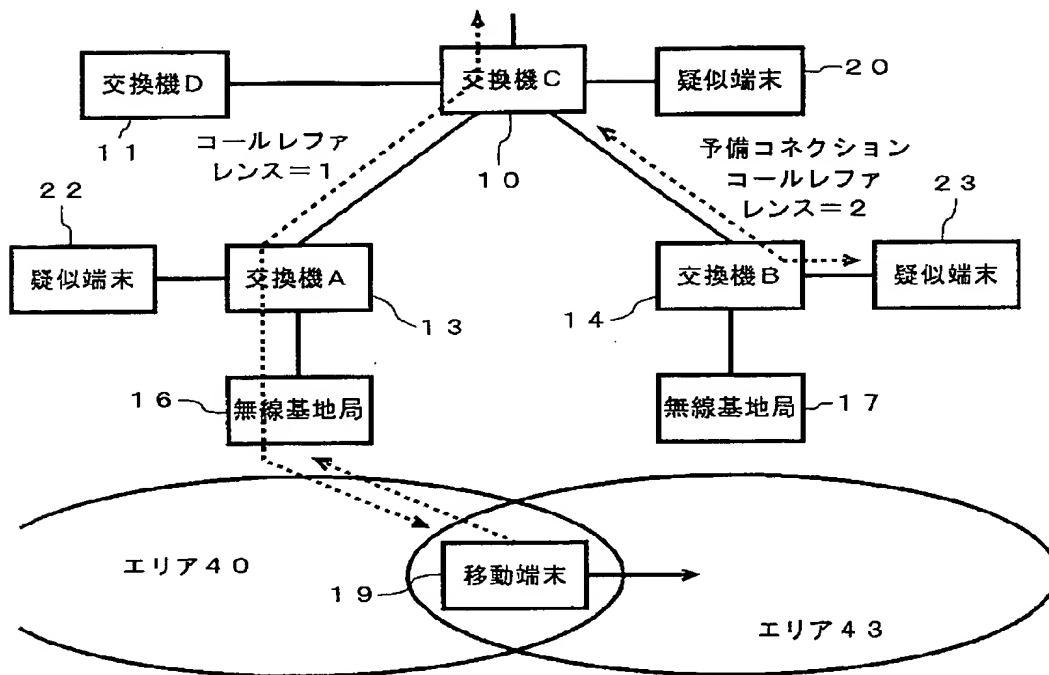 交換機D
交換機C
疑似端末
20
11
コールレファ
レンス=1
10
予備コネクション
コールレファ
レンス=2
22
23
疑似端末
交換機A
交換機B
疑似端末
13
14
16
無線基地局
無線基地局
17
エリア40
19
移動端末
エリア43